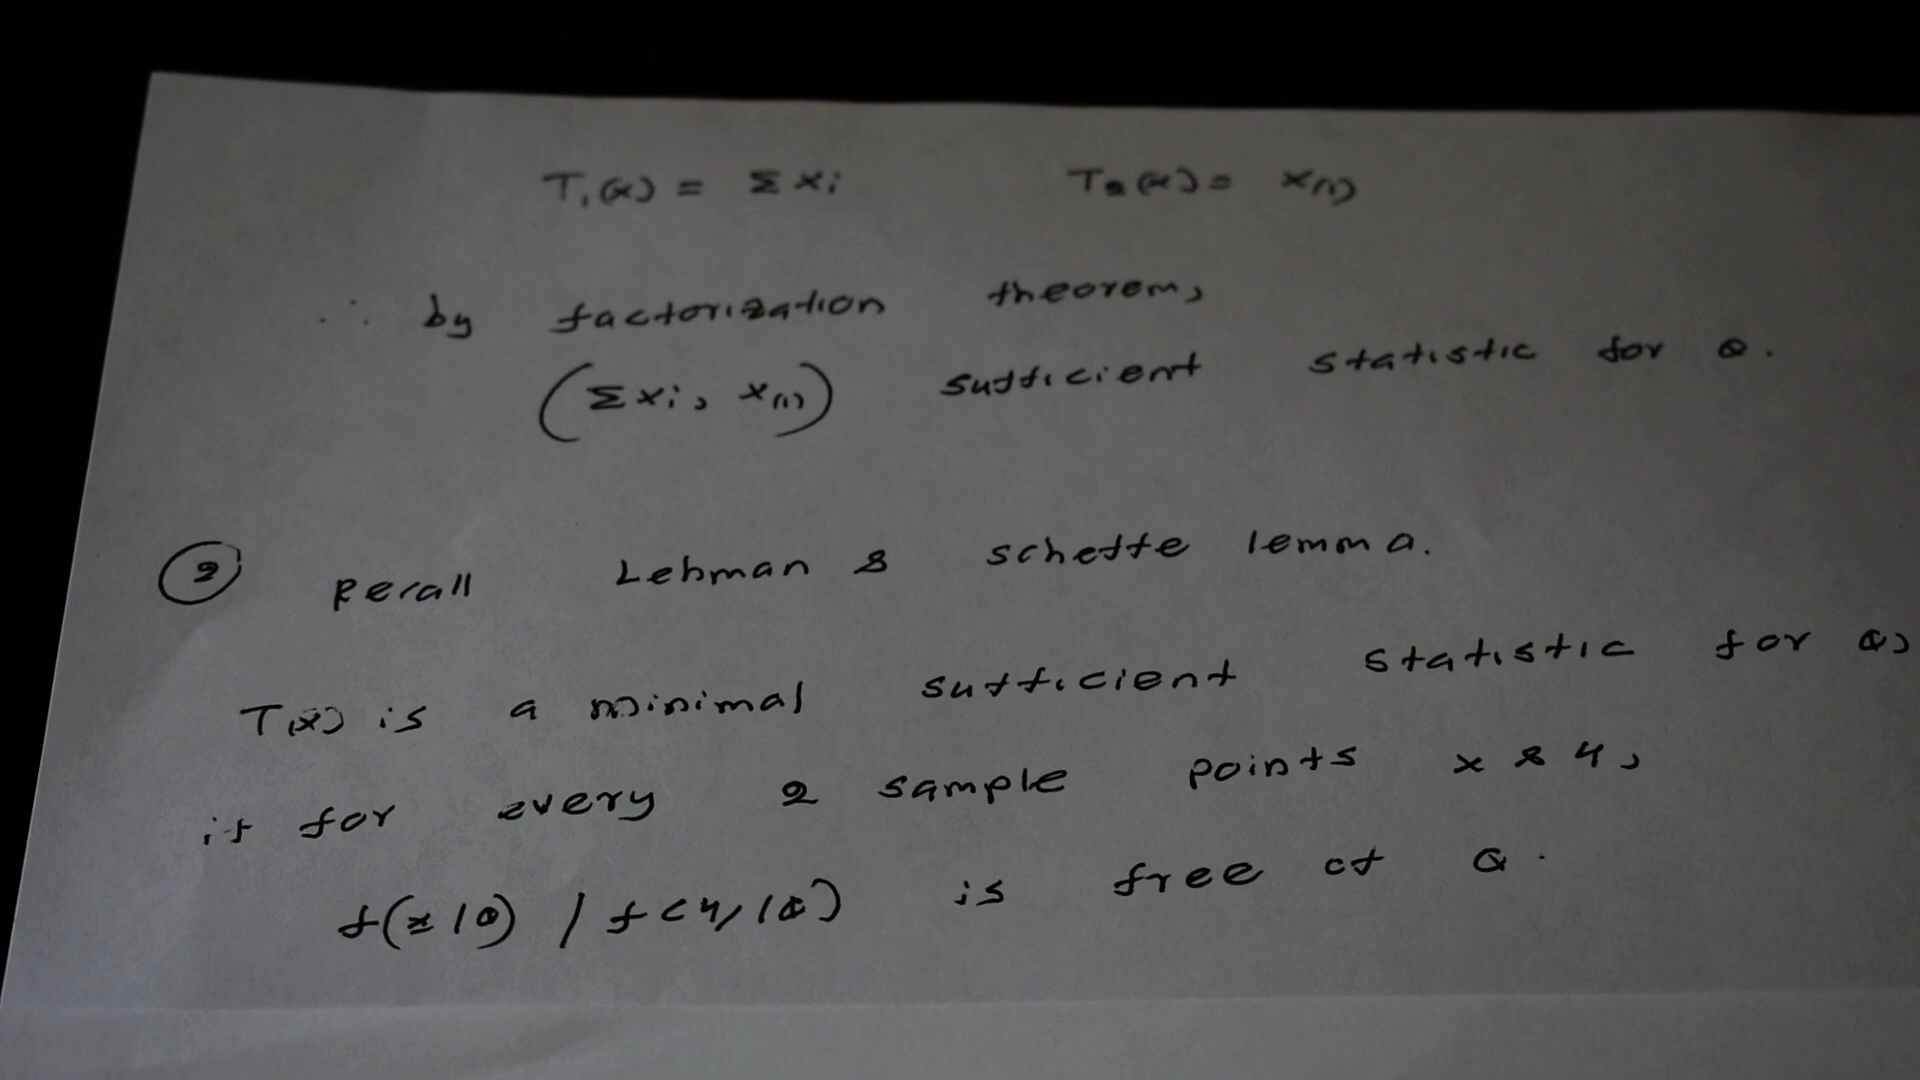 T₁(x) = Σxᵢ T₂(x) = x₍₁₎
∴ by factorization theorem,
(Σxᵢ, x₍₁₎) sufficient statistic for θ.
② Recall Lehman & scheffe lemma.
T(x) is a minimal sufficient statistic for θ,
if for every 2 sample points x & y,
f(x|θ) / f(y|θ) is free of θ.